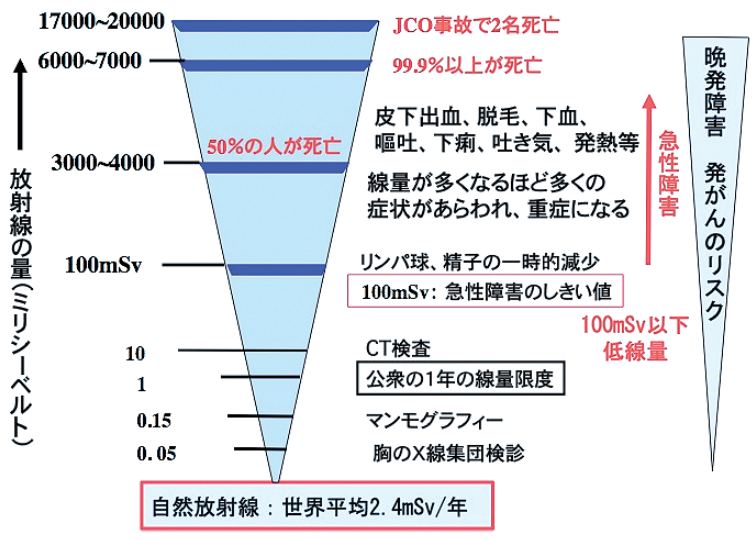 17000~20000
JCO事故で2名死亡
6000~7000
99.9%以上が死亡
皮下出血、脱毛、下血、
嘔吐、下痢、吐き気、発熱等
50%の人が死亡
3000~4000
線量が多くなるほど多くの
症状があらわれ、重症になる
急性障害
晩発障害 発がんのリスク
放射線の量(ミリシーベルト)
100mSv
リンパ球、精子の一時的減少
100mSv: 急性障害のしきい値
100mSv以下
低線量
10
CT検査
1
公衆の1年の線量限度
0.15
マンモグラフィー
0.05
胸のX線集団検診
自然放射線:世界平均2.4mSv/年